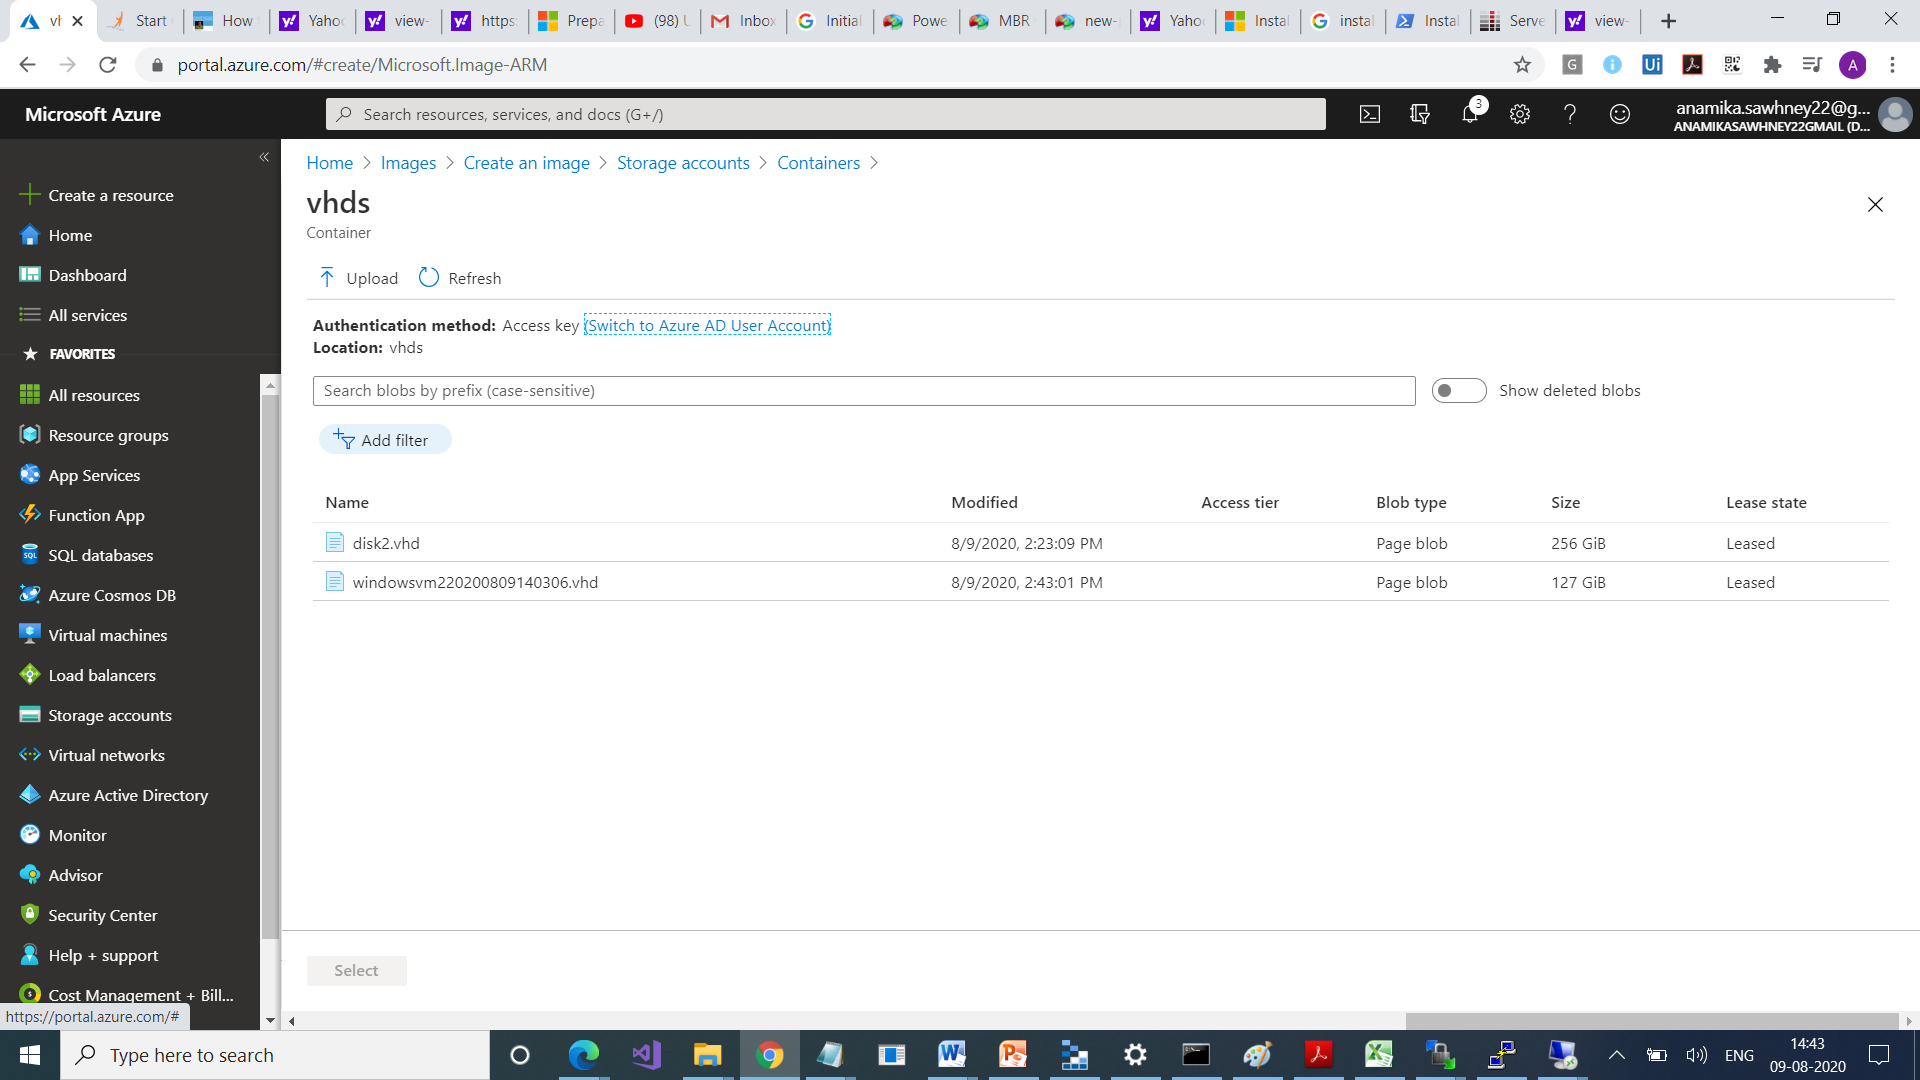 vh
Start
How
Yahoo
view-
https:
Prepa
(98) U
Inbox
Initial
Powe
MBR
new-
Yahoo
Instal
instal
Instal
Serve
view-
portal.azure.com/#create/Microsoft.Image-ARM
Microsoft Azure
Search resources, services, and docs (G+/)
3
anamika.sawhney22@g...
ANAMIKASAWHNEY22GMAIL (D...
Home > Images > Create an image > Storage accounts > Containers >
vhds
Container
Upload
Refresh
Authentication method: Access key (Switch to Azure AD User Account)
Location: vhds
Search blobs by prefix (case-sensitive)
Show deleted blobs
Add filter
Name Modified Access tier Blob type Size Lease state
disk2.vhd 8/9/2020, 2:23:09 PM Page blob 256 GiB Leased
windowsvm220200809140306.vhd 8/9/2020, 2:43:01 PM Page blob 127 GiB Leased
Select
Create a resource
Home
Dashboard
All services
FAVORITES
All resources
Resource groups
App Services
Function App
SQL databases
Azure Cosmos DB
Virtual machines
Load balancers
Storage accounts
Virtual networks
Azure Active Directory
Monitor
Advisor
Security Center
Help + support
Cost Management + Bill...
https://portal.azure.com/#
Type here to search
ENG
14:43
09-08-2020